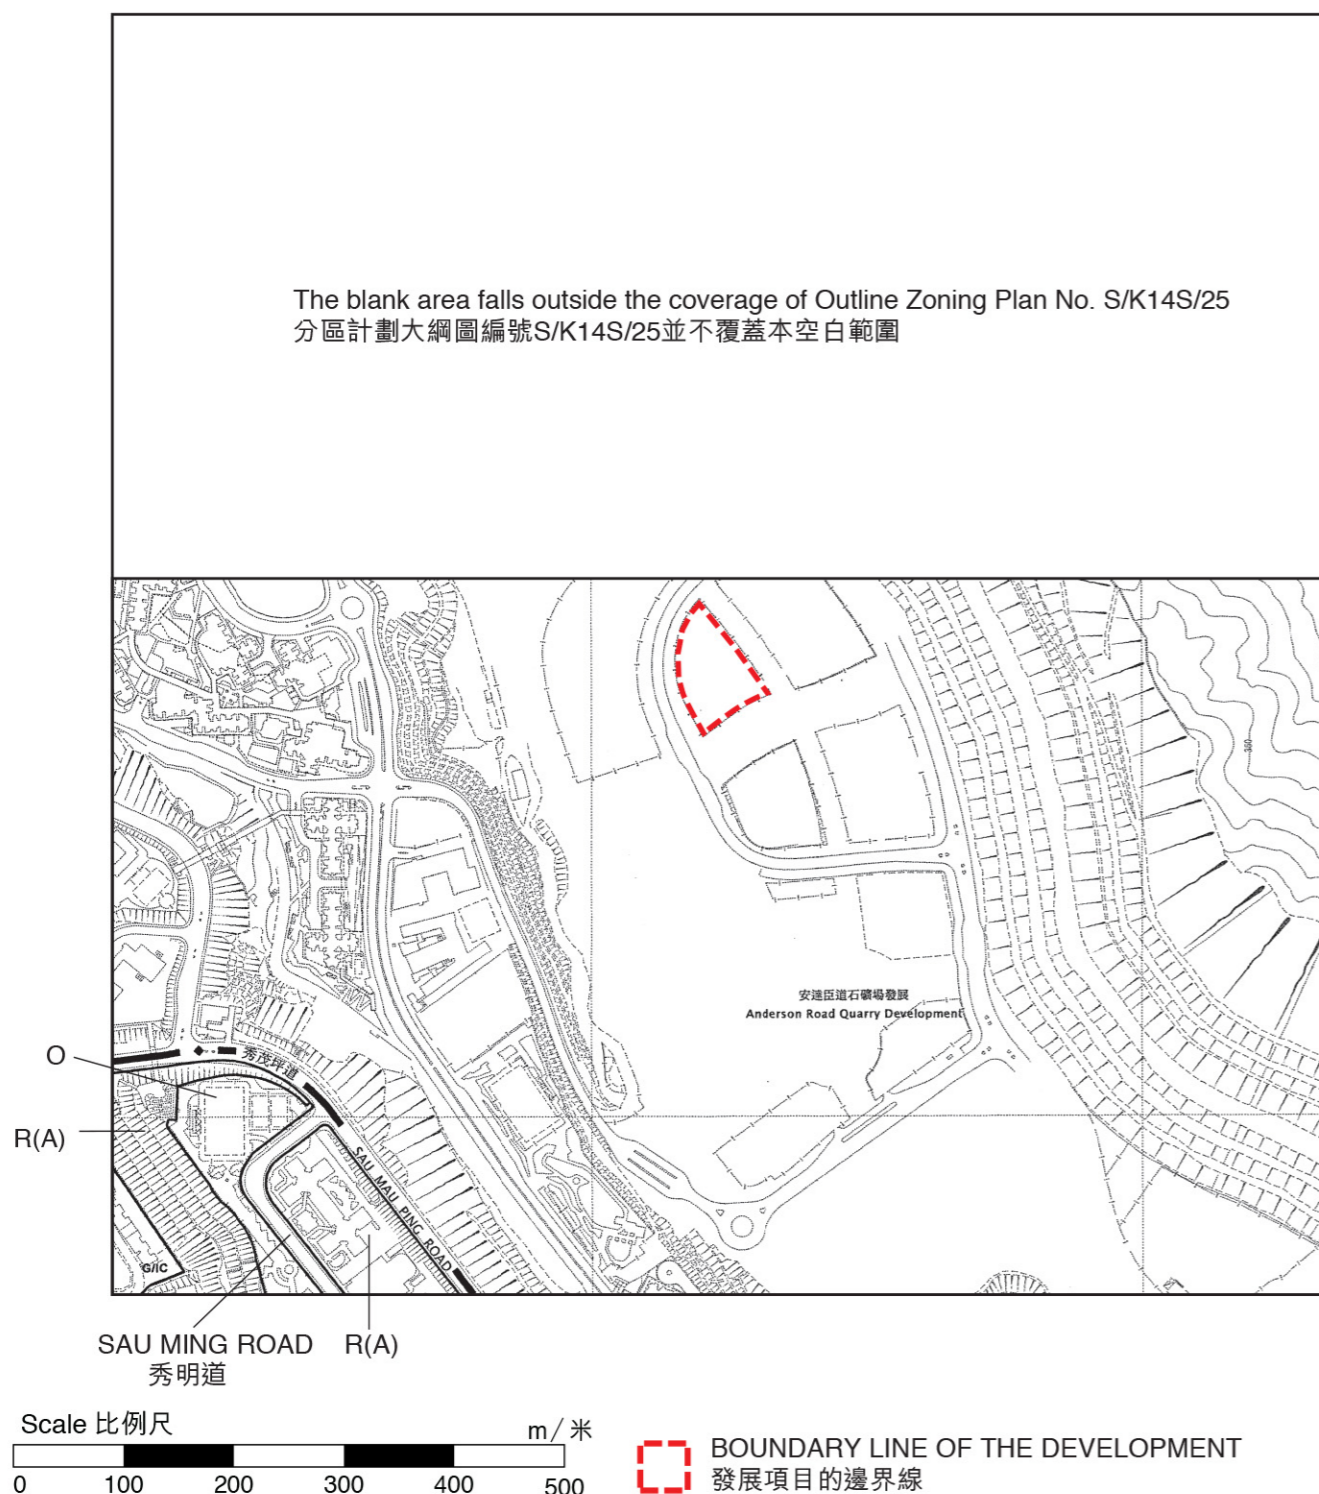 The blank area falls outside the coverage of Outline Zoning Plan No. S/K14S/25
分區計劃大綱圖編號S/K14S/25並不覆蓋本空白範圍
300
安達臣道石礦場發展
Anderson Road Quarry Development
O
秀茂坪道
R(A)
SAU MAU PING ROAD
G/IC
SAU MING ROAD
秀明道
R(A)
Scale 比例尺
m / 米
0 100 200 300 400 500
BOUNDARY LINE OF THE DEVELOPMENT
發展項目的邊界線